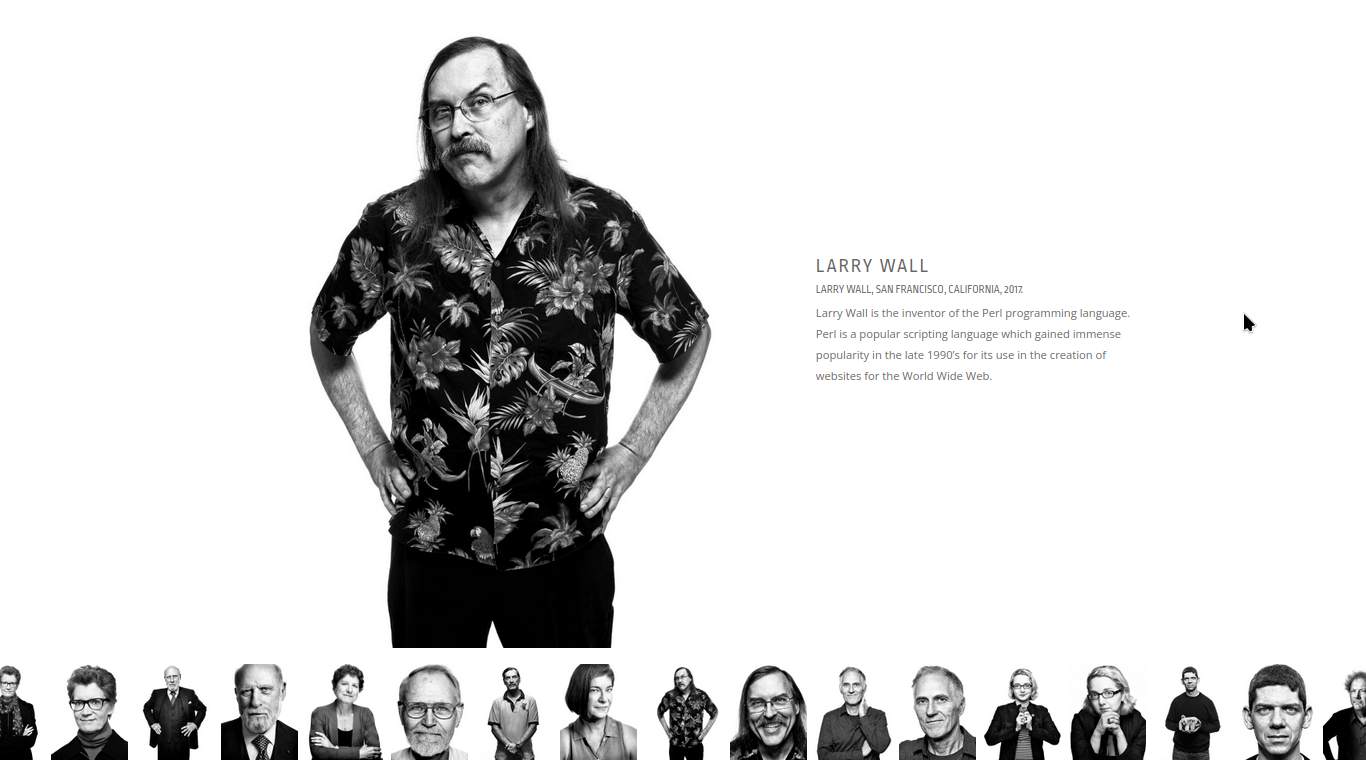 LARRY WALL
LARRY WALL, SAN FRANCISCO, CALIFORNIA, 2017.
Larry Wall is the inventor of the Perl programming language.
Perl is a popular scripting language which gained immense
popularity in the late 1990’s for its use in the creation of
websites for the World Wide Web.